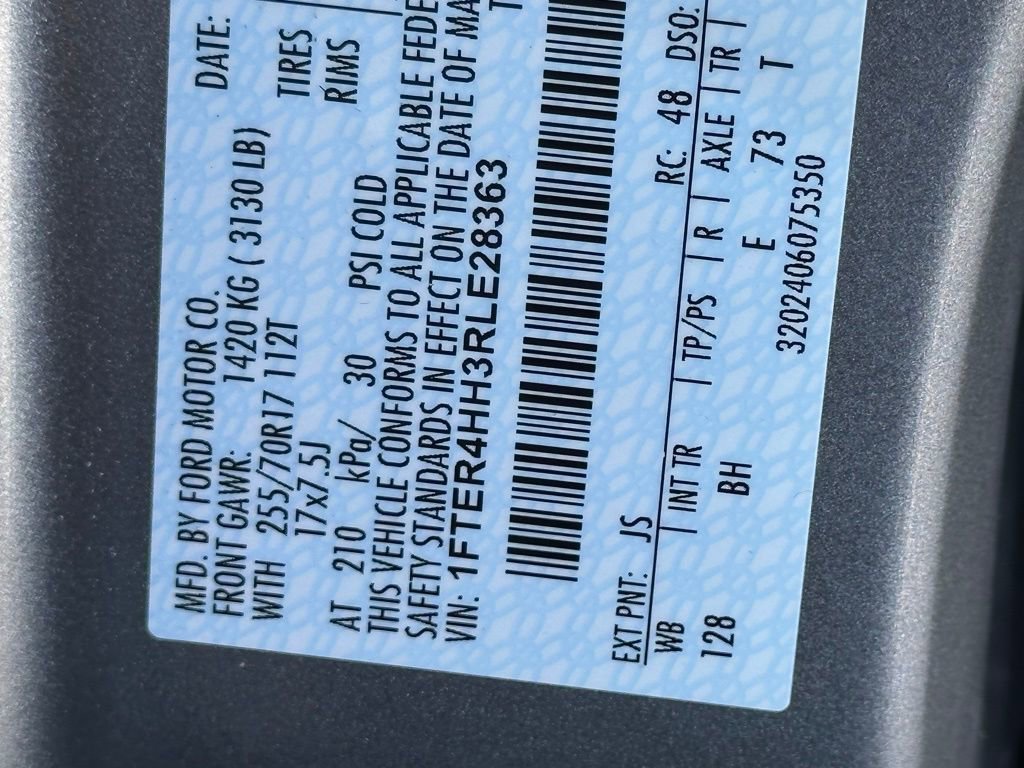 MFD. BY FORD MOTOR CO. DATE:
FRONT GAWR: 1420 KG ( 3130 LB)
WITH 255/70R17 112T TIRES
17x7.5J RIMS
AT 210 kPa/ 30 PSI COLD
THIS VEHICLE CONFORMS TO ALL APPLICABLE FEDE
SAFETY STANDARDS IN EFFECT ON THE DATE OF MA
VIN: 1FTER4HH3RLE28363 T
EXT PNT: JS RC: 48 DSO:
WB | INT TR | TP/PS | R | AXLE | TR |
128 BH E 73 T
3202406075350